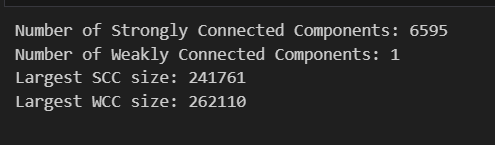 Number of Strongly Connected Components: 6595
Number of Weakly Connected Components: 1
Largest SCC size: 241761
Largest WCC size: 262110